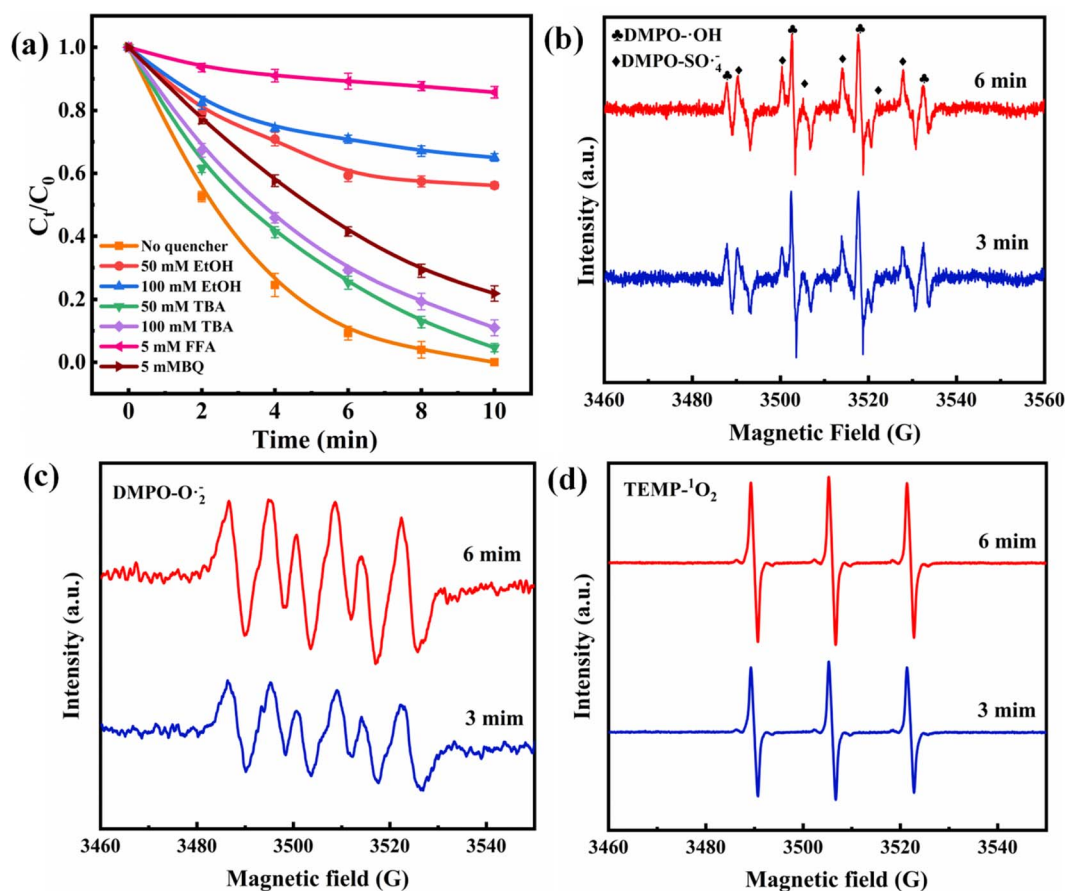 (a)
1.0
0.8
0.6
0.4
0.2
0.0
Cₜ/C₀
No quencher
50 mM EtOH
100 mM EtOH
50 mM TBA
100 mM TBA
5 mM FFA
5 mMBQ
0 2 4 6 8 10
Time (min)
(b)
♣DMPO-·OH
♦DMPO-SO·₄⁻
6 min
3 min
Intensity (a.u.)
3460 3480 3500 3520 3540 3560
Magnetic Field (G)
(c)
DMPO-O·₂⁻
6 mim
3 mim
Intensity (a.u.)
3460 3480 3500 3520 3540
Magnetic field (G)
(d)
TEMP-¹O₂
6 mim
3 mim
Intensity (a.u.)
3460 3480 3500 3520 3540
Magnetic field (G)